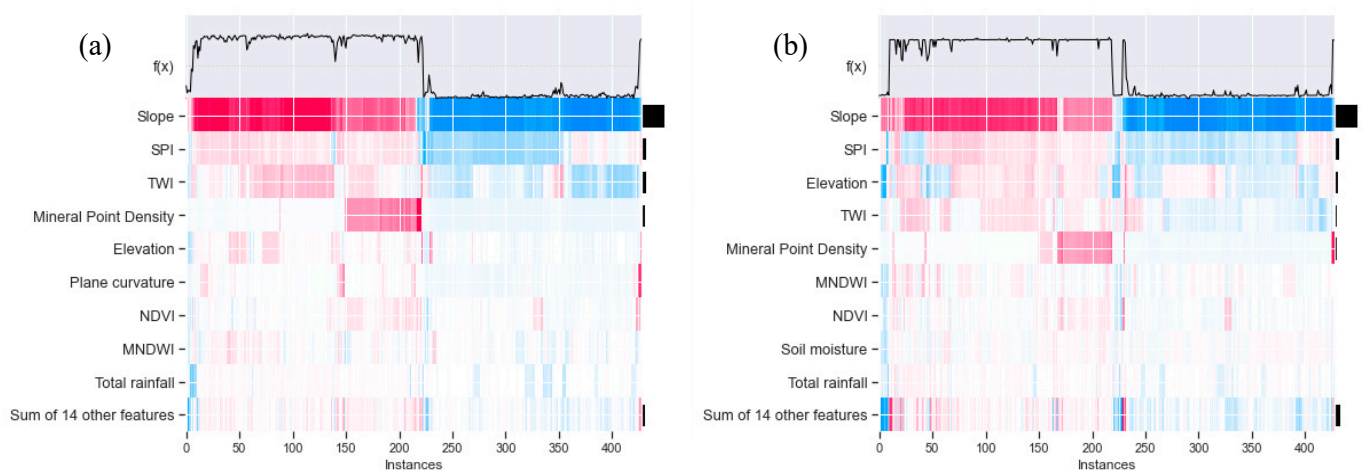 (a)
f(x)
Slope
SPI
TWI
Mineral Point Density
Elevation
Plane curvature
NDVI
MNDWI
Total rainfall
Sum of 14 other features
0 50 100 150 200 250 300 350 400
Instances
(b)
f(x)
Slope
SPI
Elevation
TWI
Mineral Point Density
MNDWI
NDVI
Soil moisture
Total rainfall
Sum of 14 other features
0 50 100 150 200 250 300 350 400
Instances